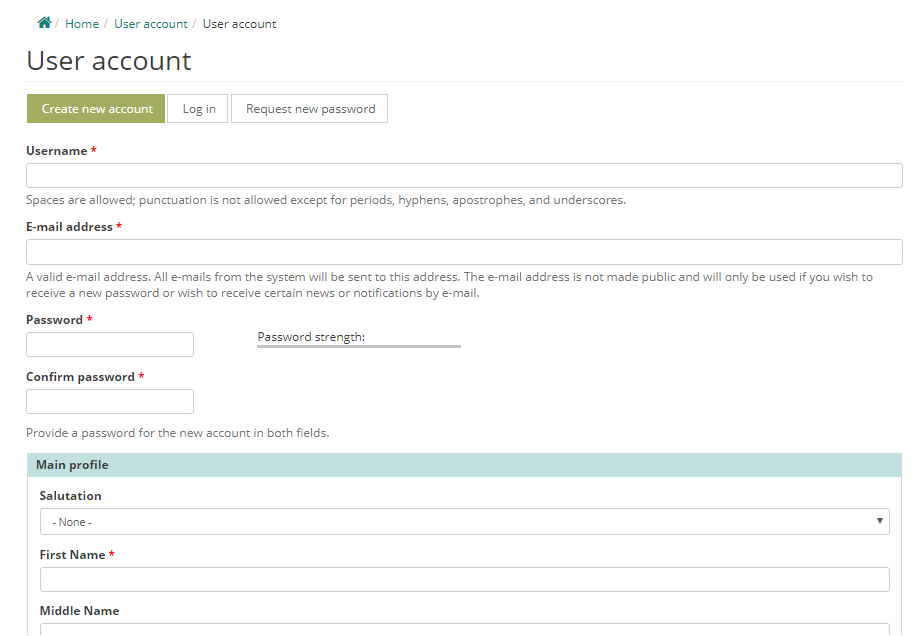 / Home / User account / User account
User account
Create new account Log in Request new password
Username *
Spaces are allowed; punctuation is not allowed except for periods, hyphens, apostrophes, and underscores.
E-mail address *
A valid e-mail address. All e-mails from the system will be sent to this address. The e-mail address is not made public and will only be used if you wish to
receive a new password or wish to receive certain news or notifications by e-mail.
Password *
Password strength:
Confirm password *
Provide a password for the new account in both fields.
Main profile
Salutation
- None -
First Name *
Middle Name